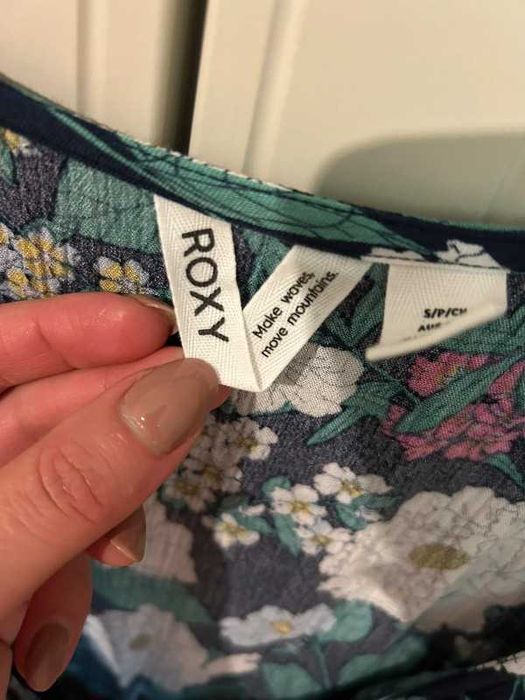 ROXY
Make waves,
move mountains.
S/P/CH